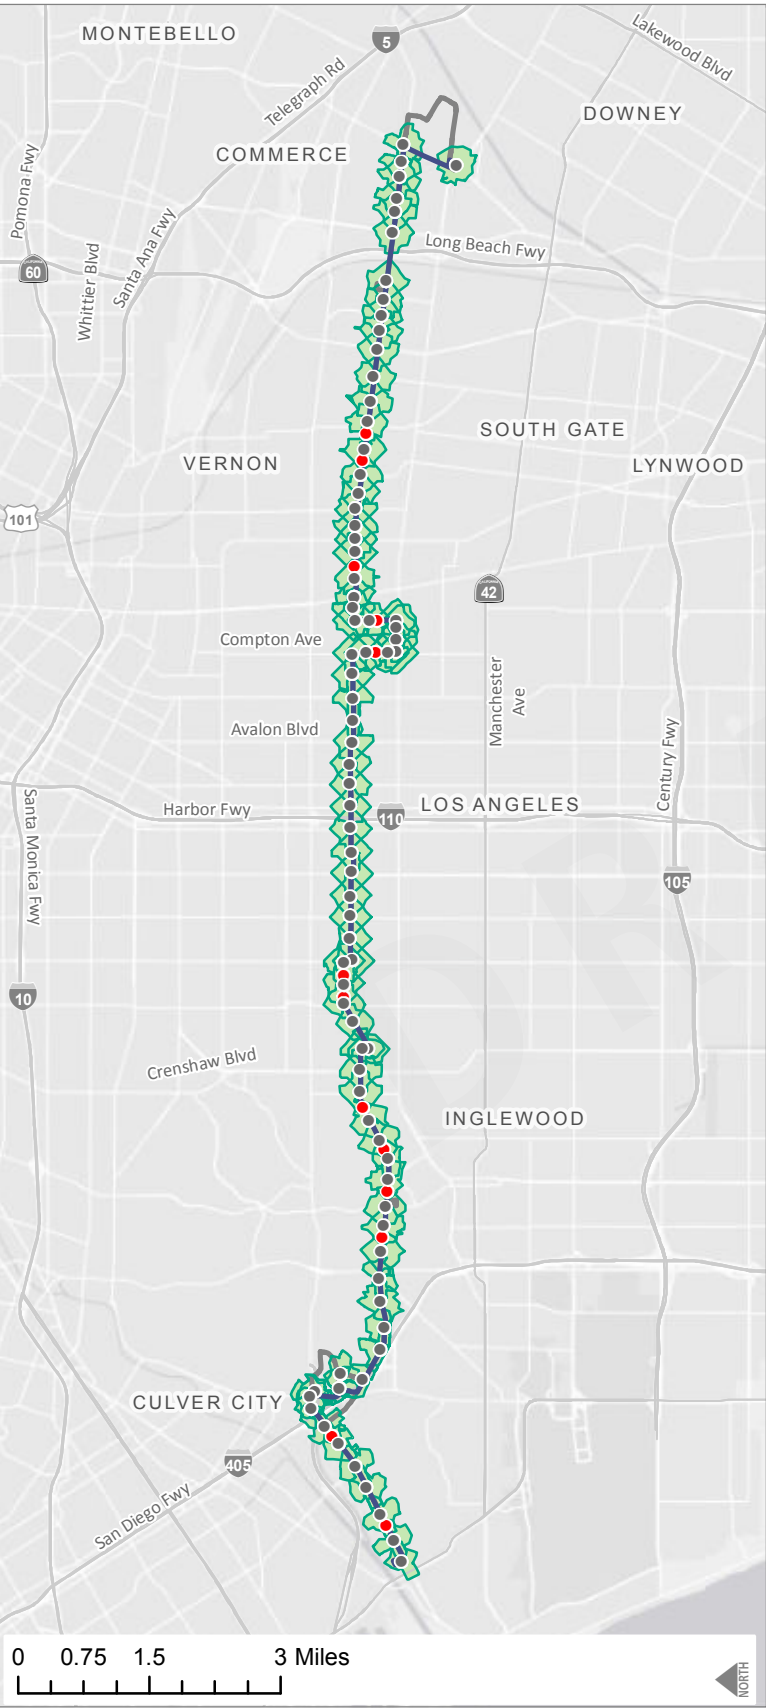 MONTEBELLO
5
Lakewood Blvd
Telegraph Rd
DOWNEY
COMMERCE
Pomona Fwy
Santa Ana Fwy
Whittier Blvd
Long Beach Fwy
60
SOUTH GATE
VERNON
LYNWOOD
101
42
Compton Ave
Manchester
Ave
Avalon Blvd
Century Fwy
Harbor Fwy
110
LOS ANGELES
Santa Monica Fwy
105
D R
10
Crenshaw Blvd
INGLEWOOD
CULVER CITY
405
San Diego Fwy
0 0.75 1.5 3 Miles
NORTH